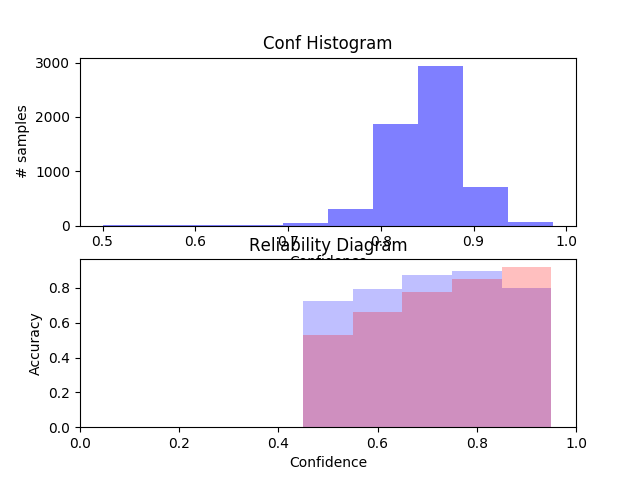 Conf Histogram
3000
2000
1000
0
# samples
0.5 0.6 0.7 0.8 0.9 1.0
Confidence
Reliability Diagram
0.8
0.6
0.4
0.2
0.0
Accuracy
0.0 0.2 0.4 0.6 0.8 1.0
Confidence